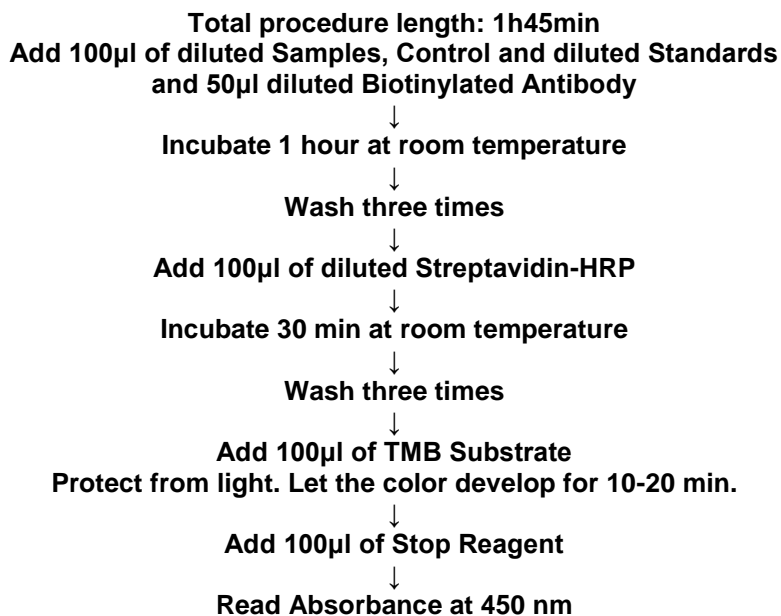 Total procedure length: 1h45min
Add 100µl of diluted Samples, Control and diluted Standards
and 50µl diluted Biotinylated Antibody
↓
Incubate 1 hour at room temperature
↓
Wash three times
↓
Add 100µl of diluted Streptavidin-HRP
↓
Incubate 30 min at room temperature
↓
Wash three times
↓
Add 100µl of TMB Substrate
Protect from light. Let the color develop for 10-20 min.
↓
Add 100µl of Stop Reagent
↓
Read Absorbance at 450 nm